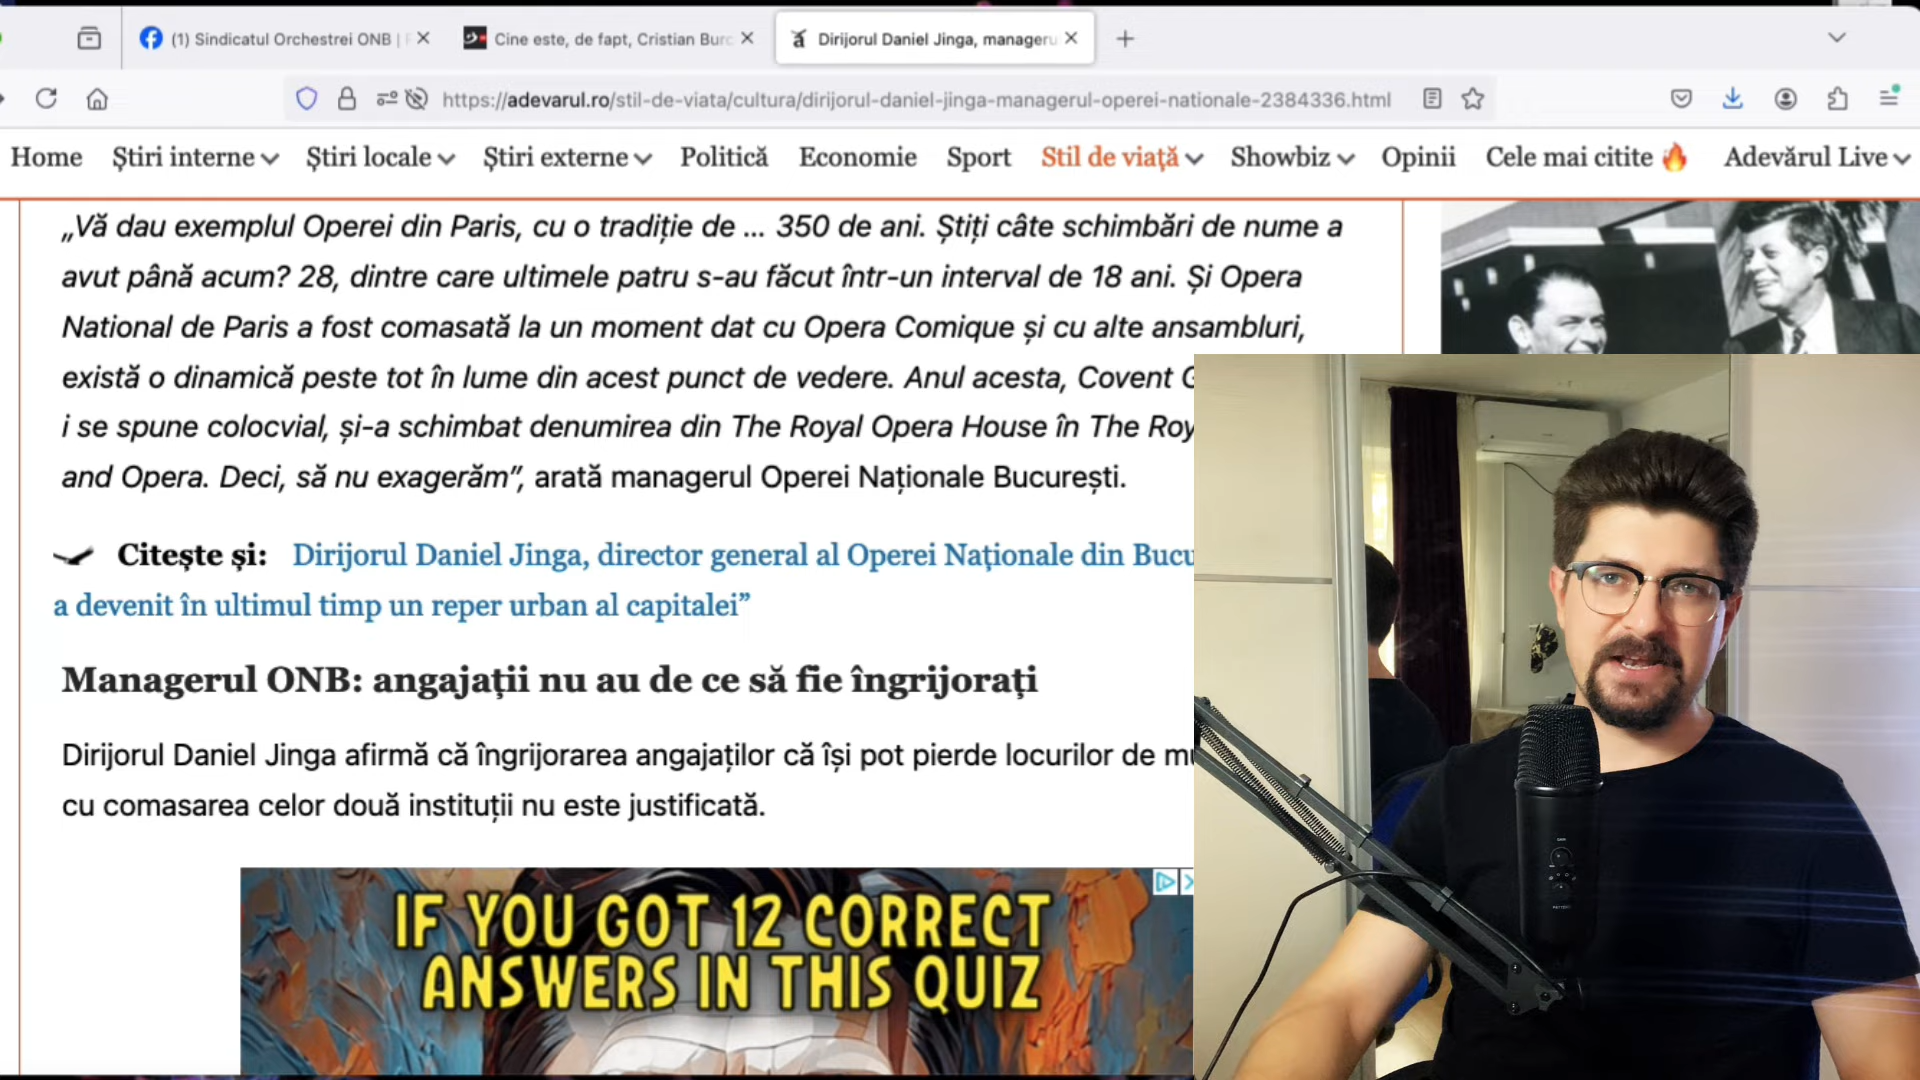 (1) Sindicatul Orchestrei ONB |
Cine este, de fapt, Cristian Burc
Dirijorul Daniel Jinga, manageru
https://adevarul.ro/stil-de-viata/cultura/dirijorul-daniel-jinga-managerul-operei-nationale-2384336.html
Home Știri interne Știri locale Știri externe Politică Economie Sport Stil de viață Showbiz Opinii Cele mai citite Adevărul Live
„Vă dau exemplul Operei din Paris, cu o tradiție de ... 350 de ani. Știți câte schimbări de nume a
avut până acum? 28, dintre care ultimele patru s-au făcut într-un interval de 18 ani. Și Opera
National de Paris a fost comasată la un moment dat cu Opera Comique și cu alte ansambluri,
există o dinamică peste tot în lume din acest punct de vedere. Anul acesta, Covent G
i se spune colocvial, și-a schimbat denumirea din The Royal Opera House în The Roy
and Opera. Deci, să nu exagerăm”, arată managerul Operei Naționale București.
Citește și: Dirijorul Daniel Jinga, director general al Operei Naționale din Bucu
a devenit în ultimul timp un reper urban al capitalei”
Managerul ONB: angajații nu au de ce să fie îngrijorați
Dirijorul Daniel Jinga afirmă că îngrijorarea angajaților că își pot pierde locurilor de mu
cu comasarea celor două instituții nu este justificată.
IF YOU GOT 12 CORRECT
ANSWERS IN THIS QUIZ